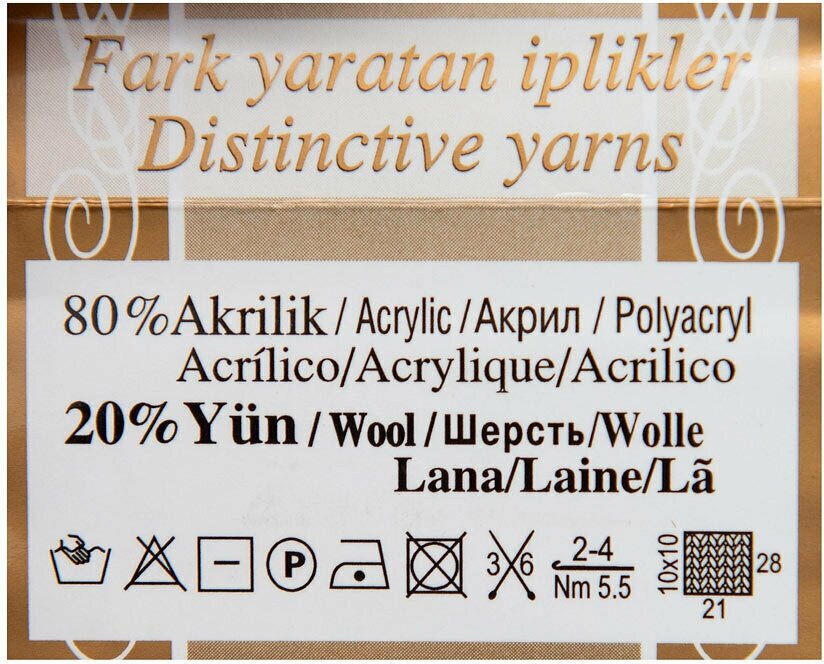 Fark yaratan iplikler
Distinctive yarns
80%Akrilik / Acrylic / Акрил / Polyacryl
Acrílico/Acrylique/Acrilico
20%Yün / Wool / Шерсть/Wolle
Lana/Laine/Lã
P 3 6 2-4 10x10 28
Nm 5.5 21